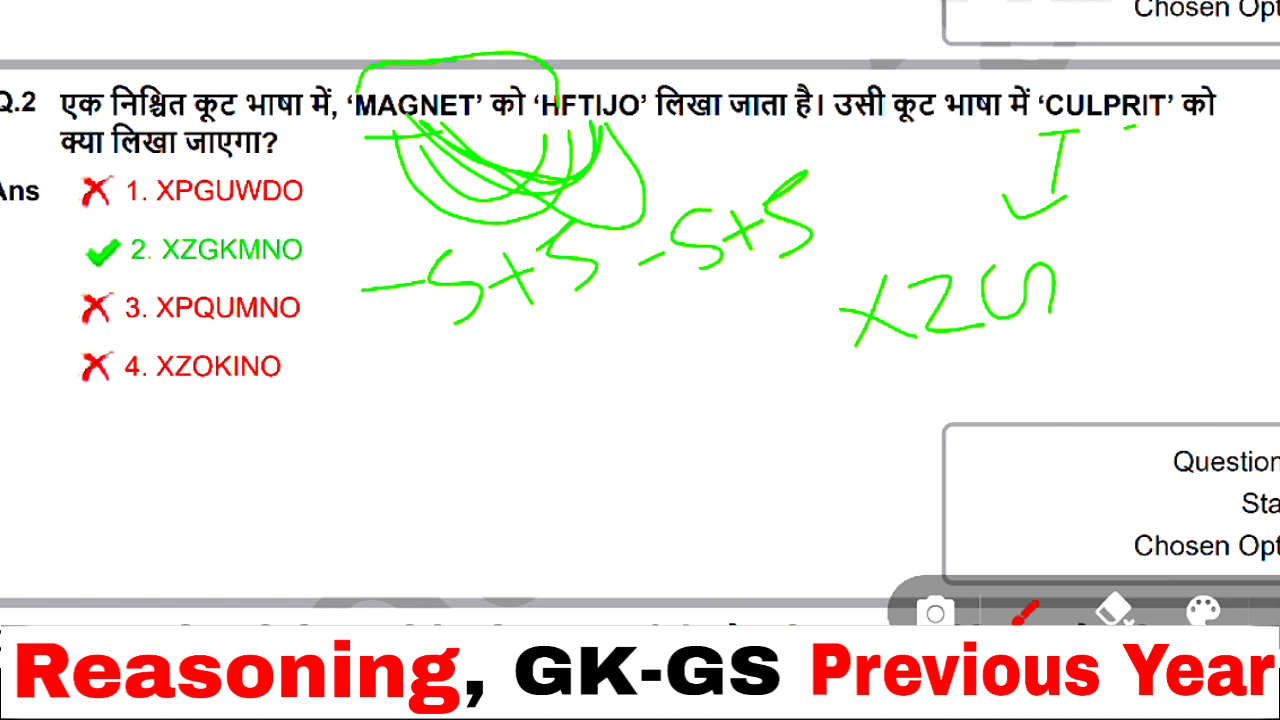 Chosen Opt
Q.2 एक निश्चित कूट भाषा में, ‘MAGNET’ को ‘HFTIJO’ लिखा जाता है। उसी कूट भाषा में ‘CULPRIT’ को
क्या लिखा जाएगा?
Ans 1. XPGUWDO
2. XZGKMNO
3. XPQUMNO
4. XZOKINO
-5+5-5+5
XZG
Question
Sta
Chosen Opt
Reasoning, GK-GS Previous Year